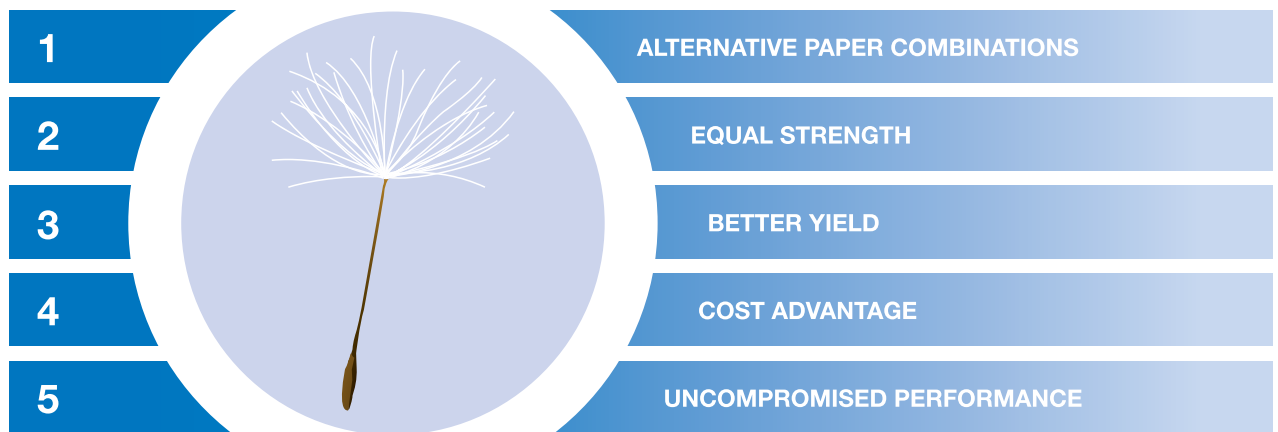 1 ALTERNATIVE PAPER COMBINATIONS
2 EQUAL STRENGTH
3 BETTER YIELD
4 COST ADVANTAGE
5 UNCOMPROMISED PERFORMANCE